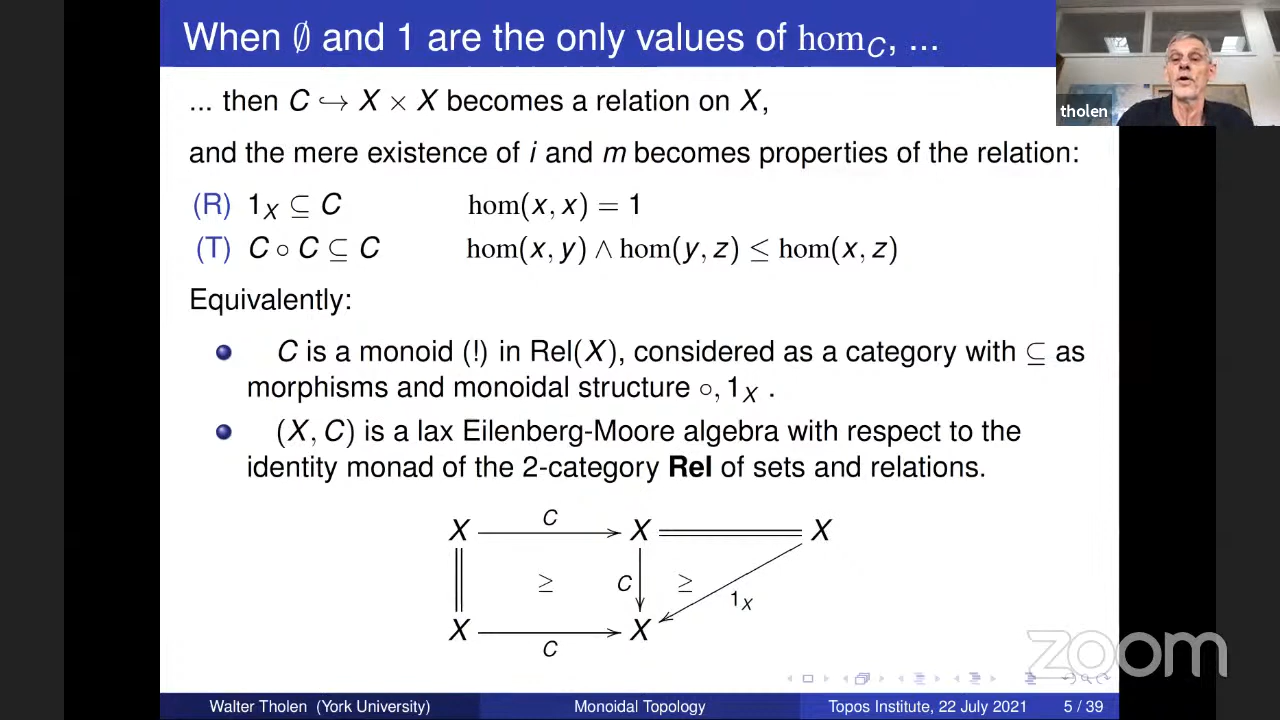 When ∅ and 1 are the only values of hom_C, ...
tholen
... then C ↪ X × X becomes a relation on X,
and the mere existence of i and m becomes properties of the relation:
(R) 1_X ⊆ C hom(x, x) = 1
(T) C ∘ C ⊆ C hom(x, y) ∧ hom(y, z) ≤ hom(x, z)
Equivalently:
C is a monoid (!) in Rel(X), considered as a category with ⊆ as
morphisms and monoidal structure ∘, 1_X .
(X, C) is a lax Eilenberg-Moore algebra with respect to the
identity monad of the 2-category Rel of sets and relations.
C
X X X
≥ C ≥ 1_X
X X
C
zoom
Walter Tholen (York University) Monoidal Topology Topos Institute, 22 July 2021 5 / 39